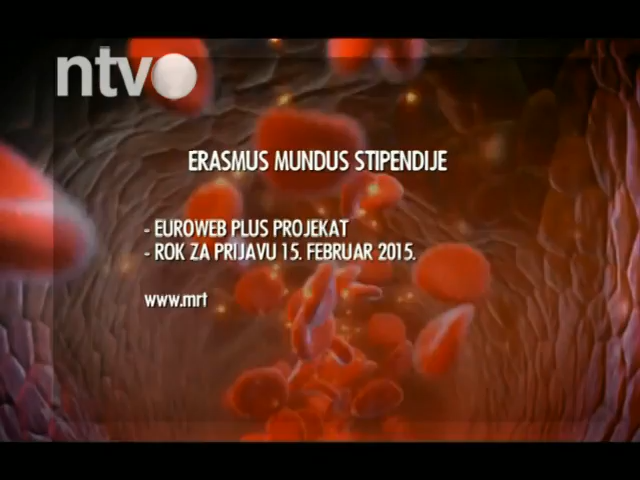 ntv
ERASMUS MUNDUS STIPENDIJE
- EUROWEB PLUS PROJEKAT
- ROK ZA PRIJAVU 15. FEBRUAR 2015.
www.mrt